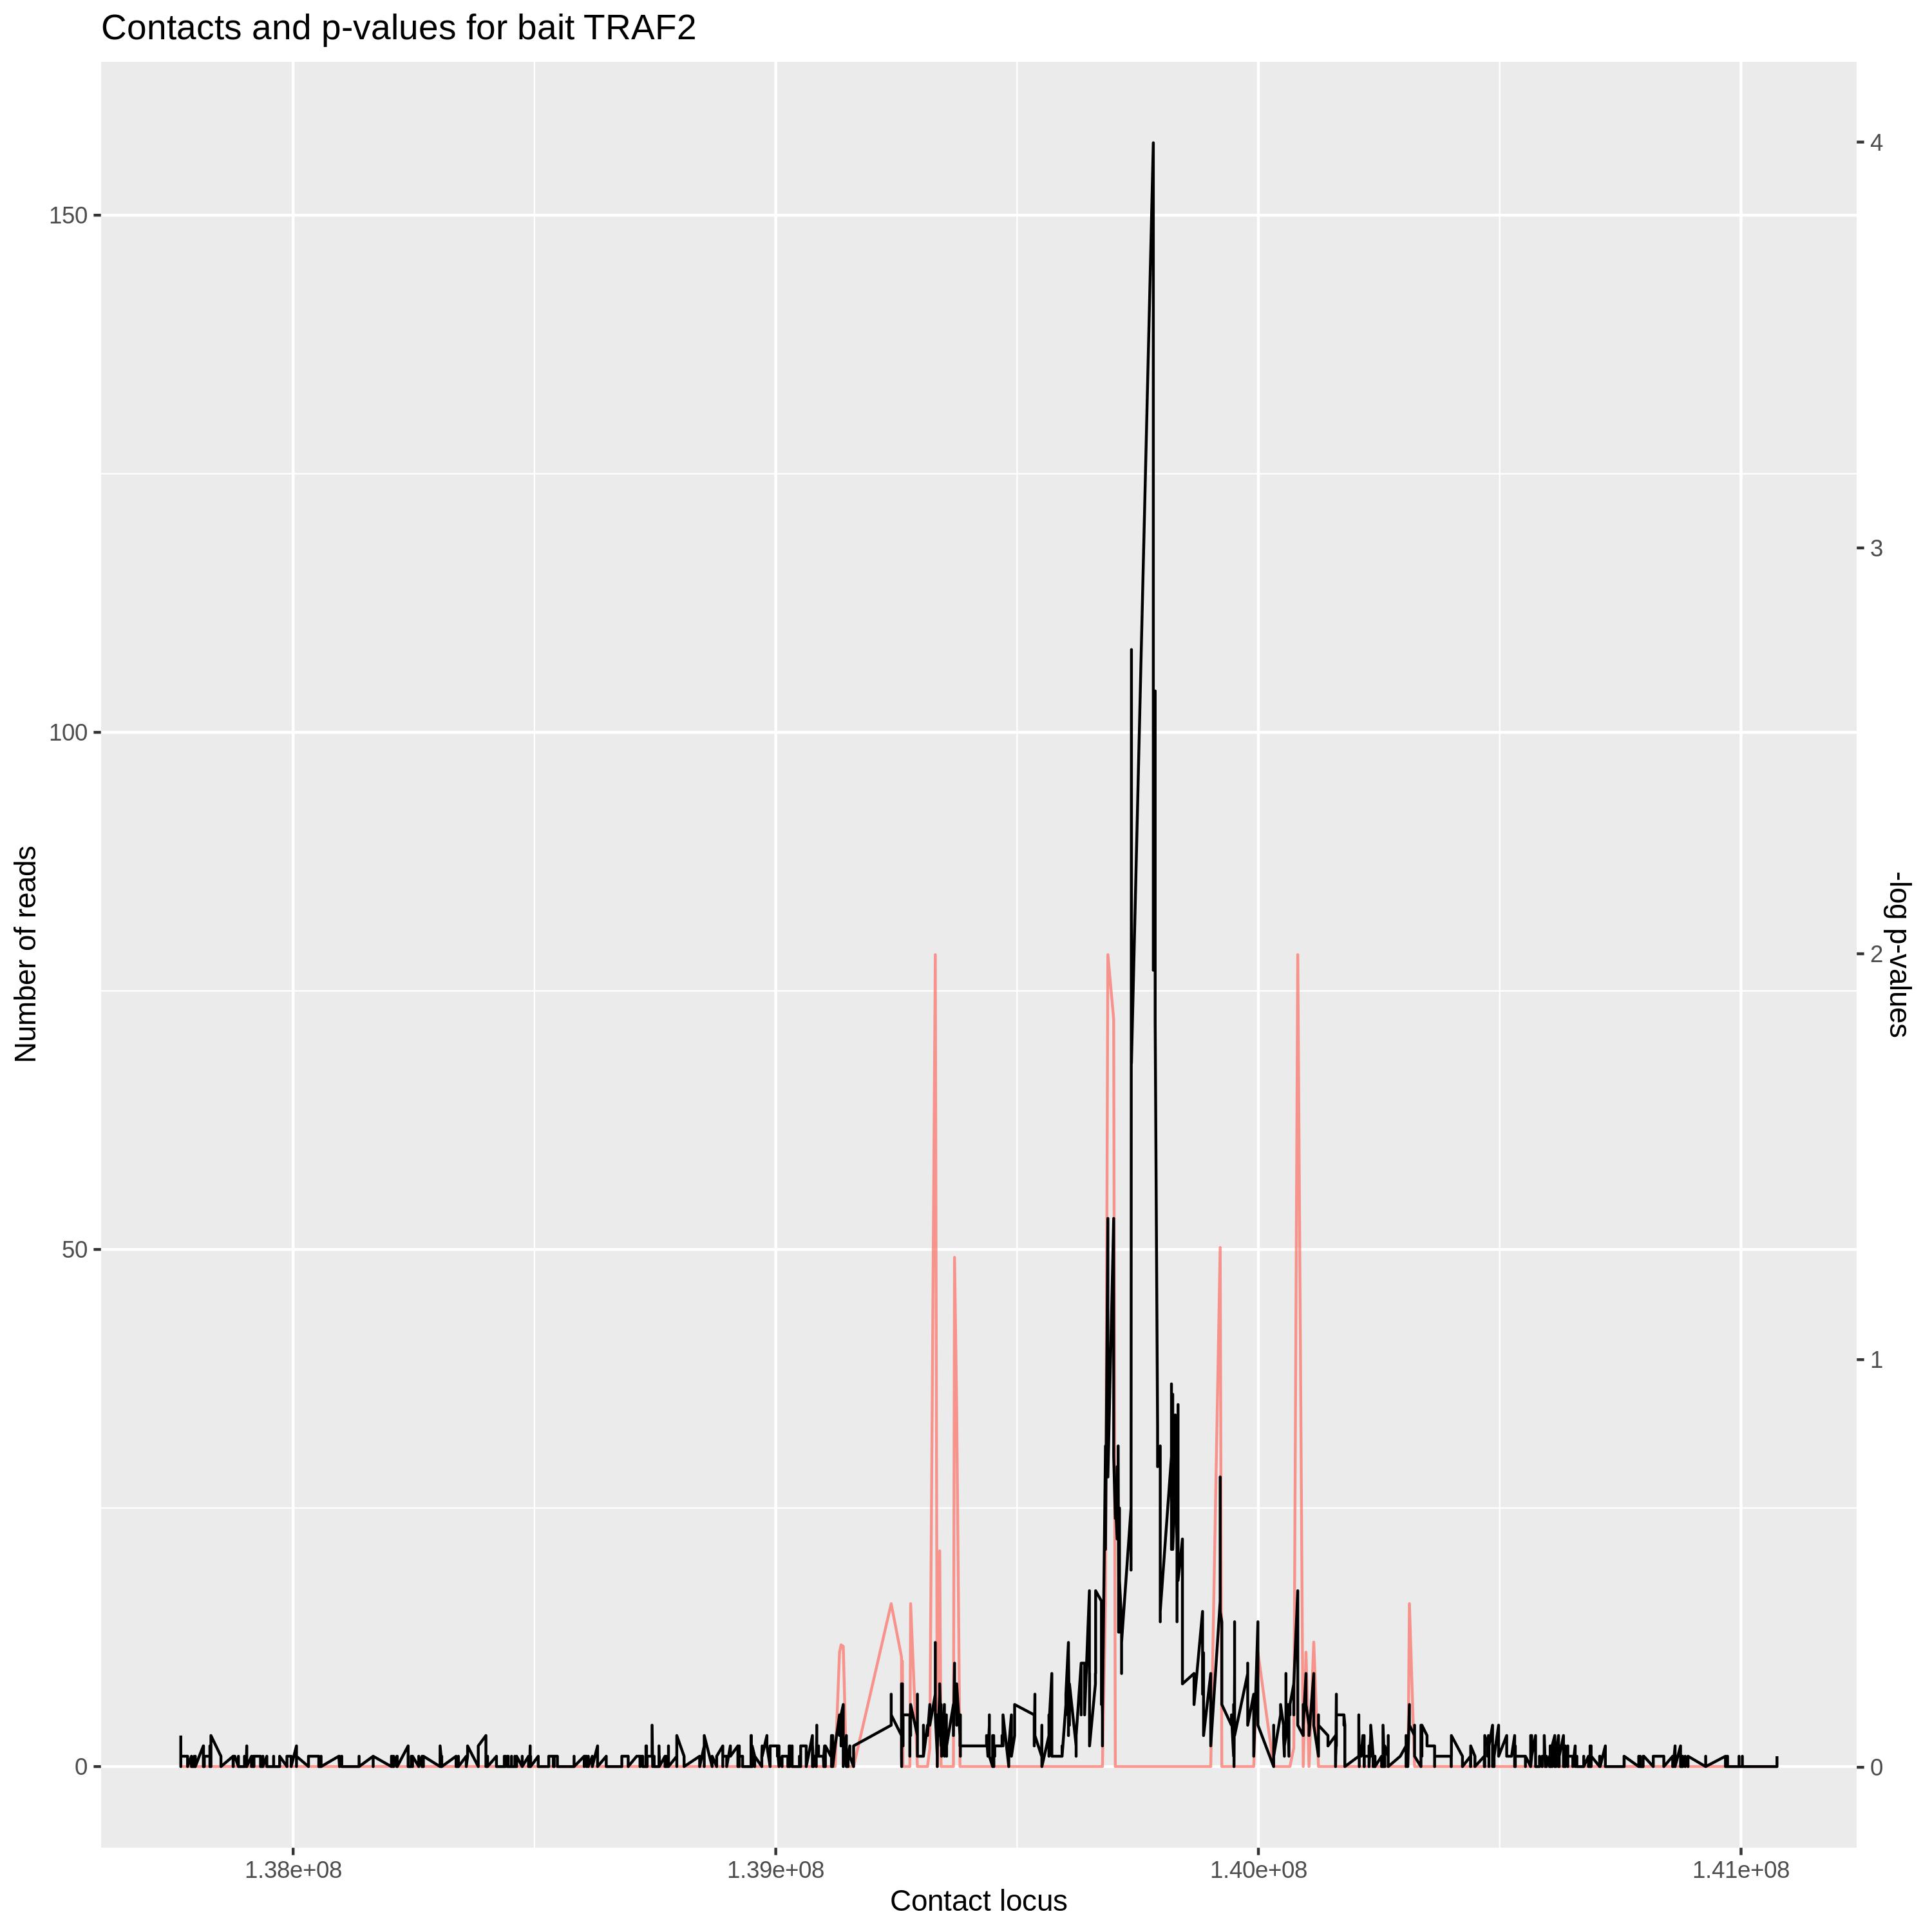 Contacts and p-values for bait TRAF2
150
100
50
0
Number of reads
4
3
2
1
0
-log p-values
1.38e+08
1.39e+08
1.40e+08
1.41e+08
Contact locus